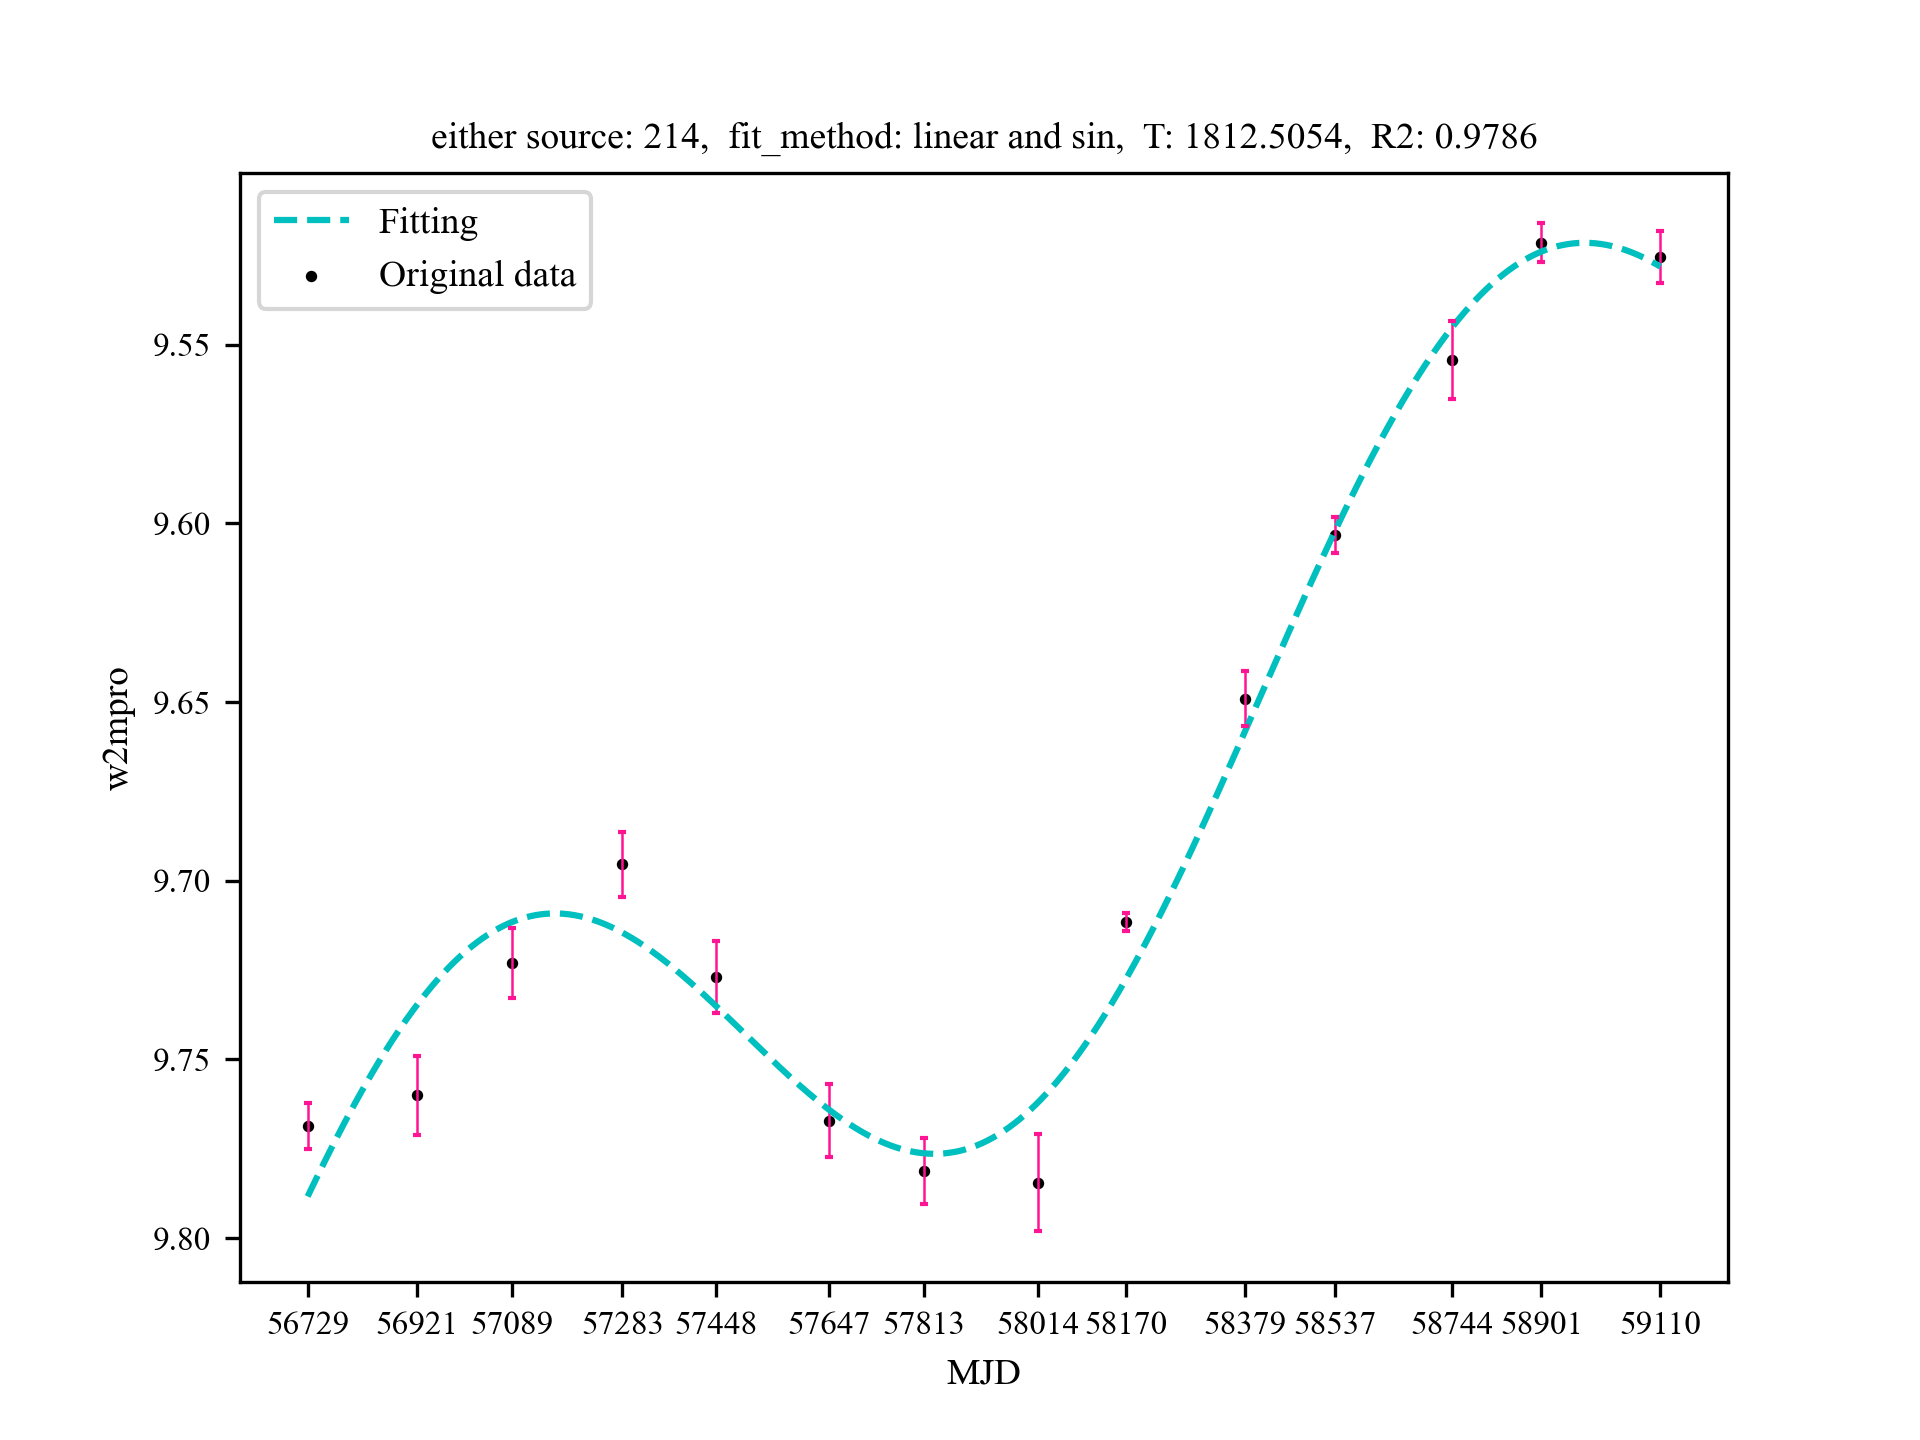 either source: 214,  fit_method: linear and sin,  T: 1812.5054,  R2: 0.9786
Fitting
Original data
9.55
9.60
9.65
9.70
9.75
9.80
w2mpro
56729 56921 57089 57283 57448 57647 57813 58014 58170 58379 58537 58744 58901 59110
MJD